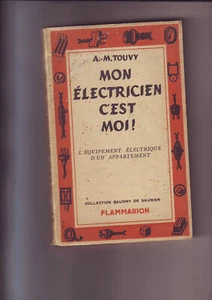 A.-M. TOUVY
MON
ÉLECTRICIEN
C'EST
MOI!
L'ÉQUIPEMENT ÉLECTRIQUE
D'UN APPARTEMENT
COLLECTION BAUDRY DE SAUNIER
FLAMMARION